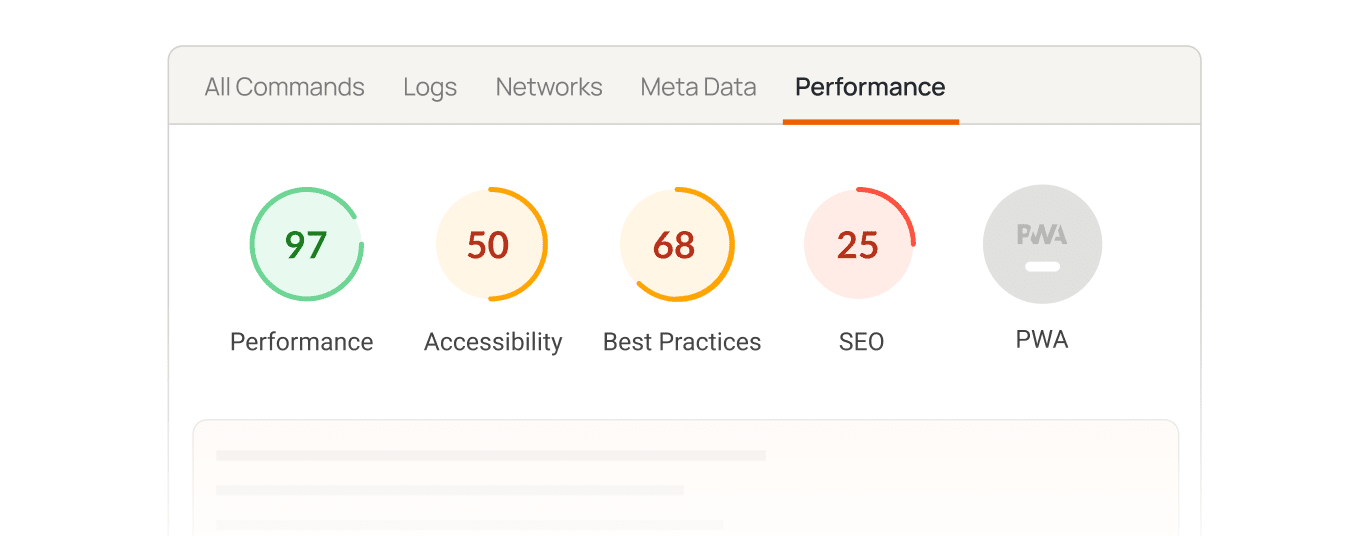 All Commands Logs Networks Meta Data Performance
97 50 68 25 PWA
Performance Accessibility Best Practices SEO PWA